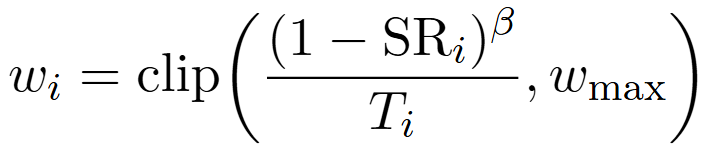 w_i = clip( (1 − SR_i)^β / T_i , w_max )